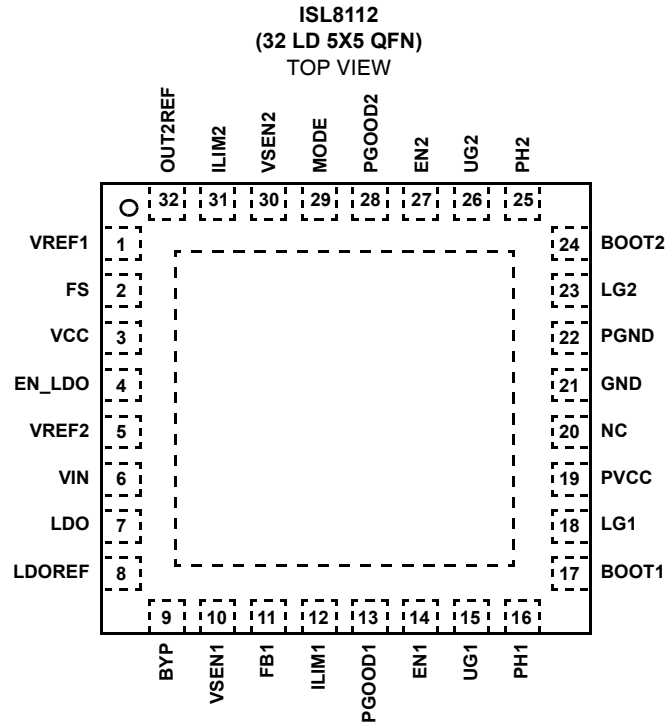 ISL8112
(32 LD 5X5 QFN)
TOP VIEW
OUT2REF
ILIM2
VSEN2
MODE
PGOOD2
EN2
UG2
PH2
32 31 30 29 28 27 26 25
VREF1 1
FS 2
VCC 3
EN_LDO 4
VREF2 5
VIN 6
LDO 7
LDOREF 8
24 BOOT2
23 LG2
22 PGND
21 GND
20 NC
19 PVCC
18 LG1
17 BOOT1
9 10 11 12 13 14 15 16
BYP
VSEN1
FB1
ILIM1
PGOOD1
EN1
UG1
PH1